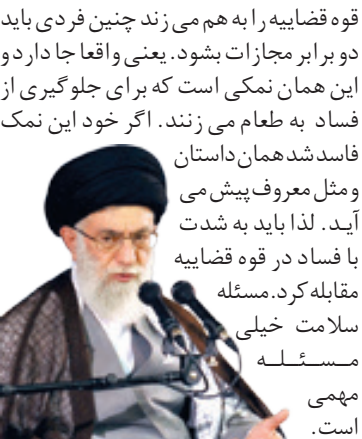 قوه قضاییه را به هم می زند چنین فردی باید
دو برابر مجازات بشود. یعنی واقعا جا دارد و
این همان نمکی است که برای جلوگیری از
فساد به طعام می زنند. اگر خود این نمک
فاسد شد همان داستان
و مثل معروف پیش می
آید. لذا باید به شدت
با فساد در قوه قضاییه
مقابله کرد. مسئله
سلامت خیلی
مسئله
مهمی
است.